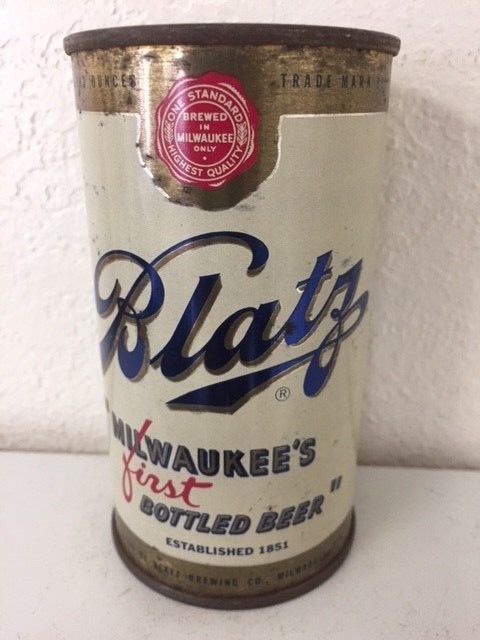 OUNCES
TRADE MARK
ONE STANDARD
BREWED
IN
MILWAUKEE
ONLY
HIGHEST QUALITY
Blatz
®
"MILWAUKEE'S
first
BOTTLED BEER"
ESTABLISHED 1851
BLATZ BREWING CO.,